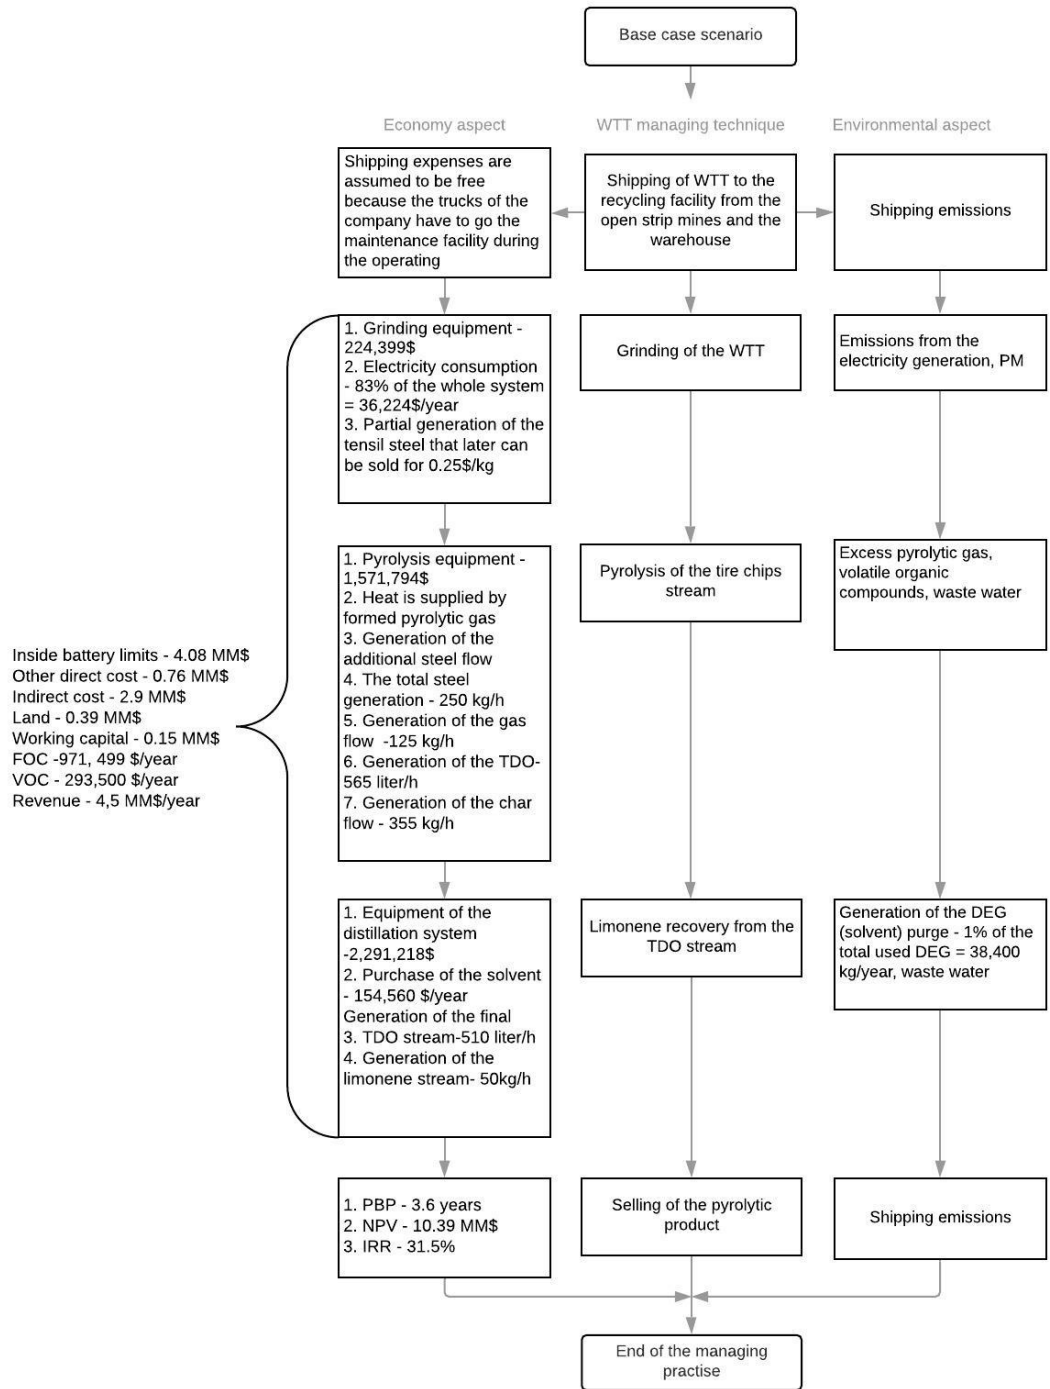 Base case scenario
Economy aspect
WTT managing technique
Environmental aspect
Shipping expenses are
assumed to be free
because the trucks of the
company have to go the
maintenance facility during
the operating
Shipping of WTT to the
recycling facility from the
open strip mines and the
warehouse
Shipping emissions
1. Grinding equipment -
224,399$
2. Electricity consumption
- 83% of the whole system
= 36,224$/year
3. Partial generation of the
tensil steel that later can
be sold for 0.25$/kg
Grinding of the WTT
Emissions from the
electricity generation, PM
1. Pyrolysis equipment -
1,571,794$
2. Heat is supplied by
formed pyrolytic gas
3. Generation of the
additional steel flow
4. The total steel
generation - 250 kg/h
5. Generation of the gas
flow  -125 kg/h
6. Generation of the TDO-
565 liter/h
7. Generation of the char
flow - 355 kg/h
Pyrolysis of the tire chips
stream
Excess pyrolytic gas,
volatile organic
compounds, waste water
Inside battery limits - 4.08 MM$
Other direct cost - 0.76 MM$
Indirect cost - 2.9 MM$
Land - 0.39 MM$
Working capital - 0.15 MM$
FOC -971, 499 $/year
VOC - 293,500 $/year
Revenue - 4,5 MM$/year
1. Equipment of the
distillation system
-2,291,218$
2. Purchase of the solvent
- 154,560 $/year
Generation of the final
3. TDO stream-510 liter/h
4. Generation of the
limonene stream- 50kg/h
Limonene recovery from the
TDO stream
Generation of the DEG
(solvent) purge - 1% of the
total used DEG = 38,400
kg/year, waste water
1. PBP - 3.6 years
2. NPV - 10.39 MM$
3. IRR - 31.5%
Selling of the pyrolytic
product
Shipping emissions
End of the managing
practise